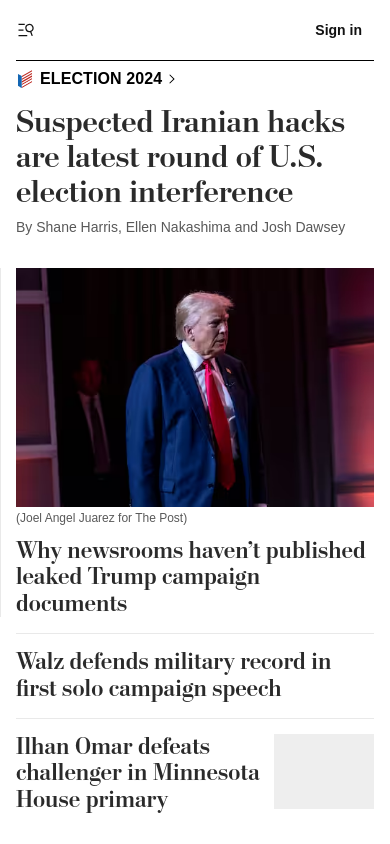 Sign in
ELECTION 2024
Suspected Iranian hacks
are latest round of U.S.
election interference
By Shane Harris, Ellen Nakashima and Josh Dawsey
(Joel Angel Juarez for The Post)
Why newsrooms haven’t published
leaked Trump campaign
documents
Walz defends military record in
first solo campaign speech
Ilhan Omar defeats
challenger in Minnesota
House primary